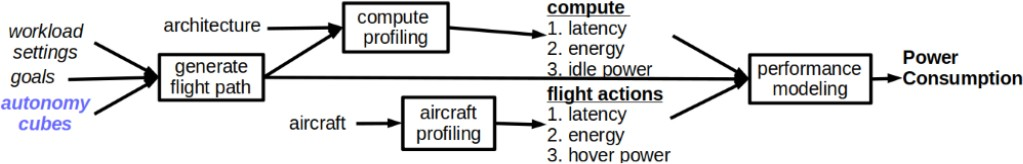 workload
settings
goals
autonomy
cubes
architecture
generate
flight path
compute
profiling
aircraft
aircraft
profiling
compute
1. latency
2. energy
3. idle power
flight actions
1. latency
2. energy
3. hover power
performance
modeling
Power
Consumption